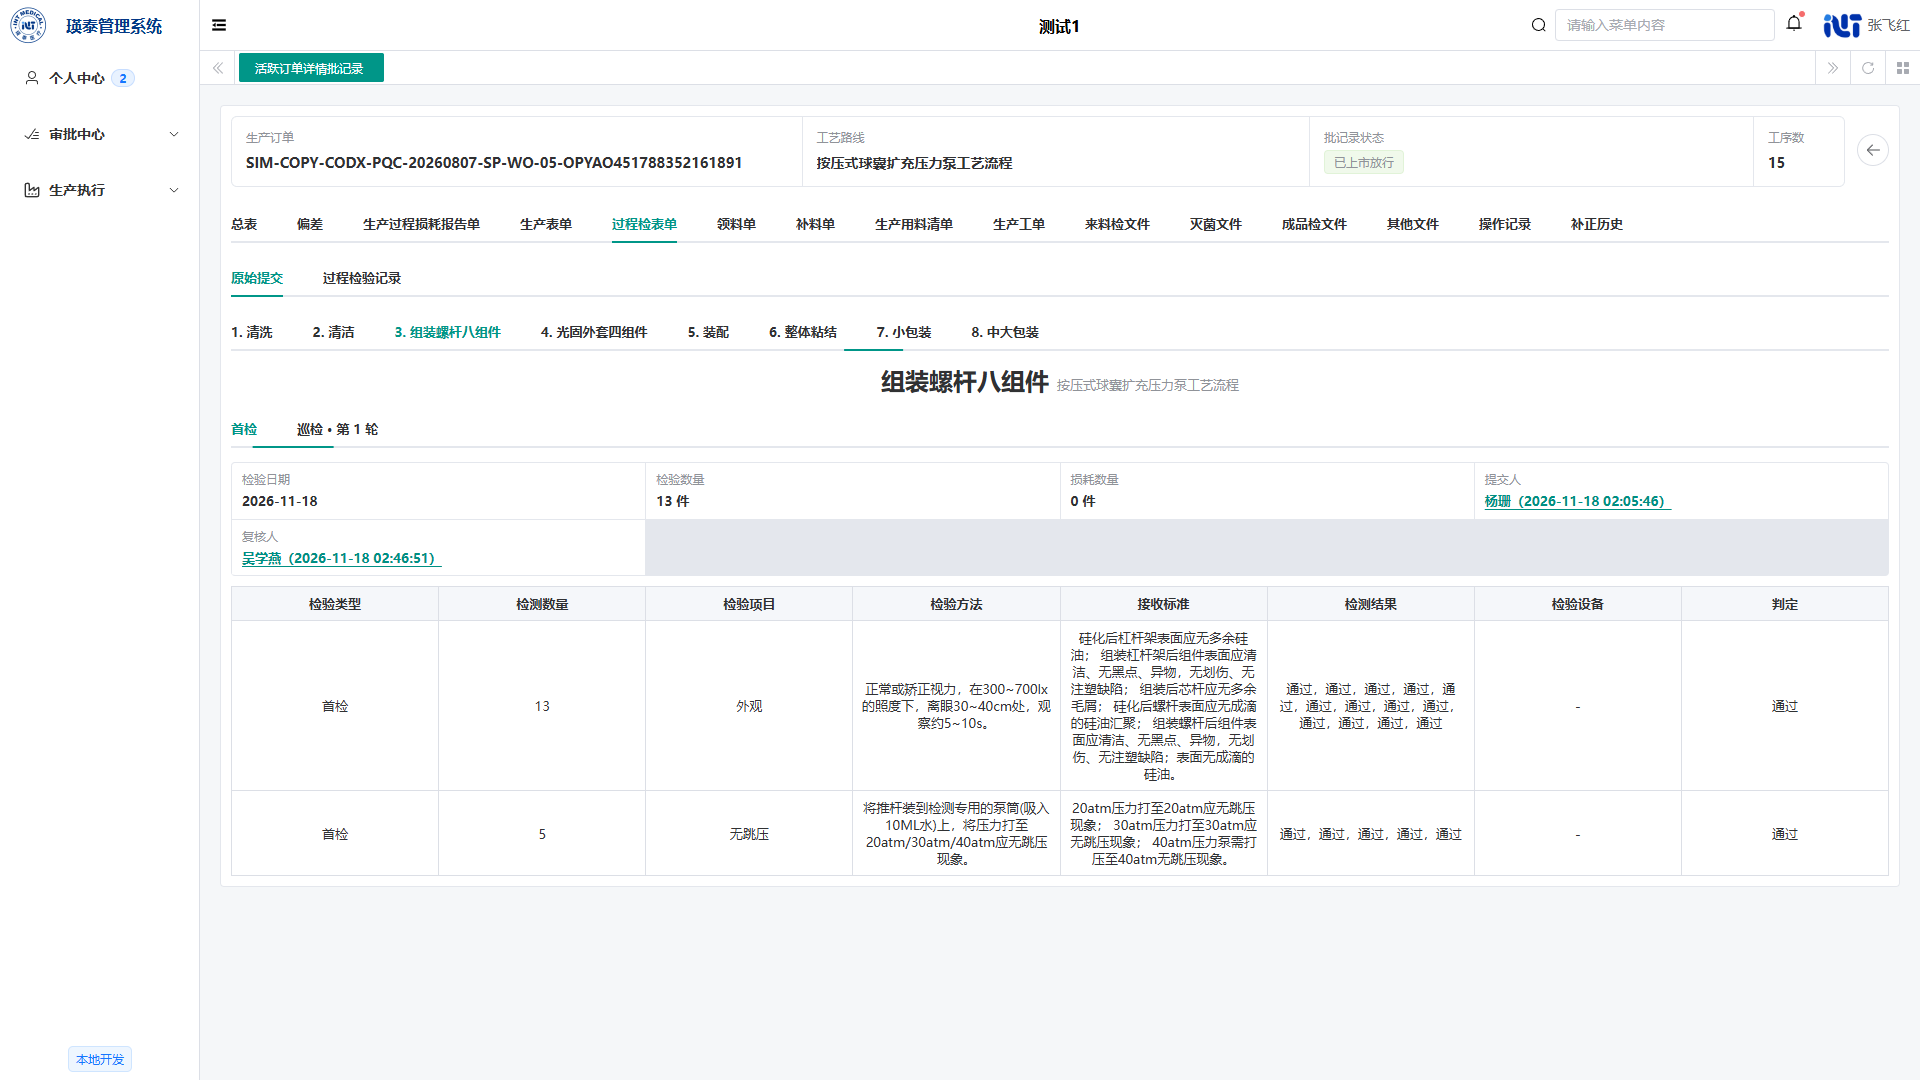 瑛泰管理系统
测试1
请输入菜单内容
张飞红
个人中心 2
审批中心
生产执行
本地开发
活跃订单详情批记录
生产订单
SIM-COPY-CODX-PQC-20260807-SP-WO-05-OPYAO451788352161891
工艺路线
按压式球囊扩充压力泵工艺流程
批记录状态
已上市放行
工序数
15
总表 偏差 生产过程损耗报告单 生产表单 过程检表单 领料单 补料单 生产用料清单 生产工单 来料检文件 灭菌文件 成品检文件 其他文件 操作记录 补正历史
原始提交 过程检验记录
1. 清洗 2. 清洁 3. 组装螺杆八组件 4. 光固外套四组件 5. 装配 6. 整体粘结 7. 小包装 8. 中大包装
组装螺杆八组件 按压式球囊扩充压力泵工艺流程
首检 巡检 • 第 1 轮
检验日期
2026-11-18
检验数量
13 件
损耗数量
0 件
提交人
杨珊（2026-11-18 02:05:46）
复核人
吴学燕（2026-11-18 02:46:51）
检验类型 检测数量 检验项目 检验方法 接收标准 检测结果 检验设备 判定
首检
13
外观
正常或矫正视力，在300~700lx
的照度下，离眼30~40cm处，观
察约5~10s。
硅化后杠杆架表面应无多余硅
油； 组装杠杆架后组件表面应清
洁、无黑点、异物，无划伤、无
注塑缺陷； 组装后芯杆应无多余
毛屑； 硅化后螺杆表面应无成滴
的硅油汇聚； 组装螺杆后组件表
面应清洁、无黑点、异物，无划
伤、无注塑缺陷；表面无成滴的
硅油。
通过，通过，通过，通过，通
过，通过，通过，通过，通过，
通过，通过，通过，通过
-
通过
首检
5
无跳压
将推杆装到检测专用的泵筒(吸入
10ML水)上，将压力打至
20atm/30atm/40atm应无跳压
现象。
20atm压力打至20atm应无跳压
现象； 30atm压力打至30atm应
无跳压现象； 40atm压力泵需打
压至40atm无跳压现象。
通过，通过，通过，通过，通过
-
通过